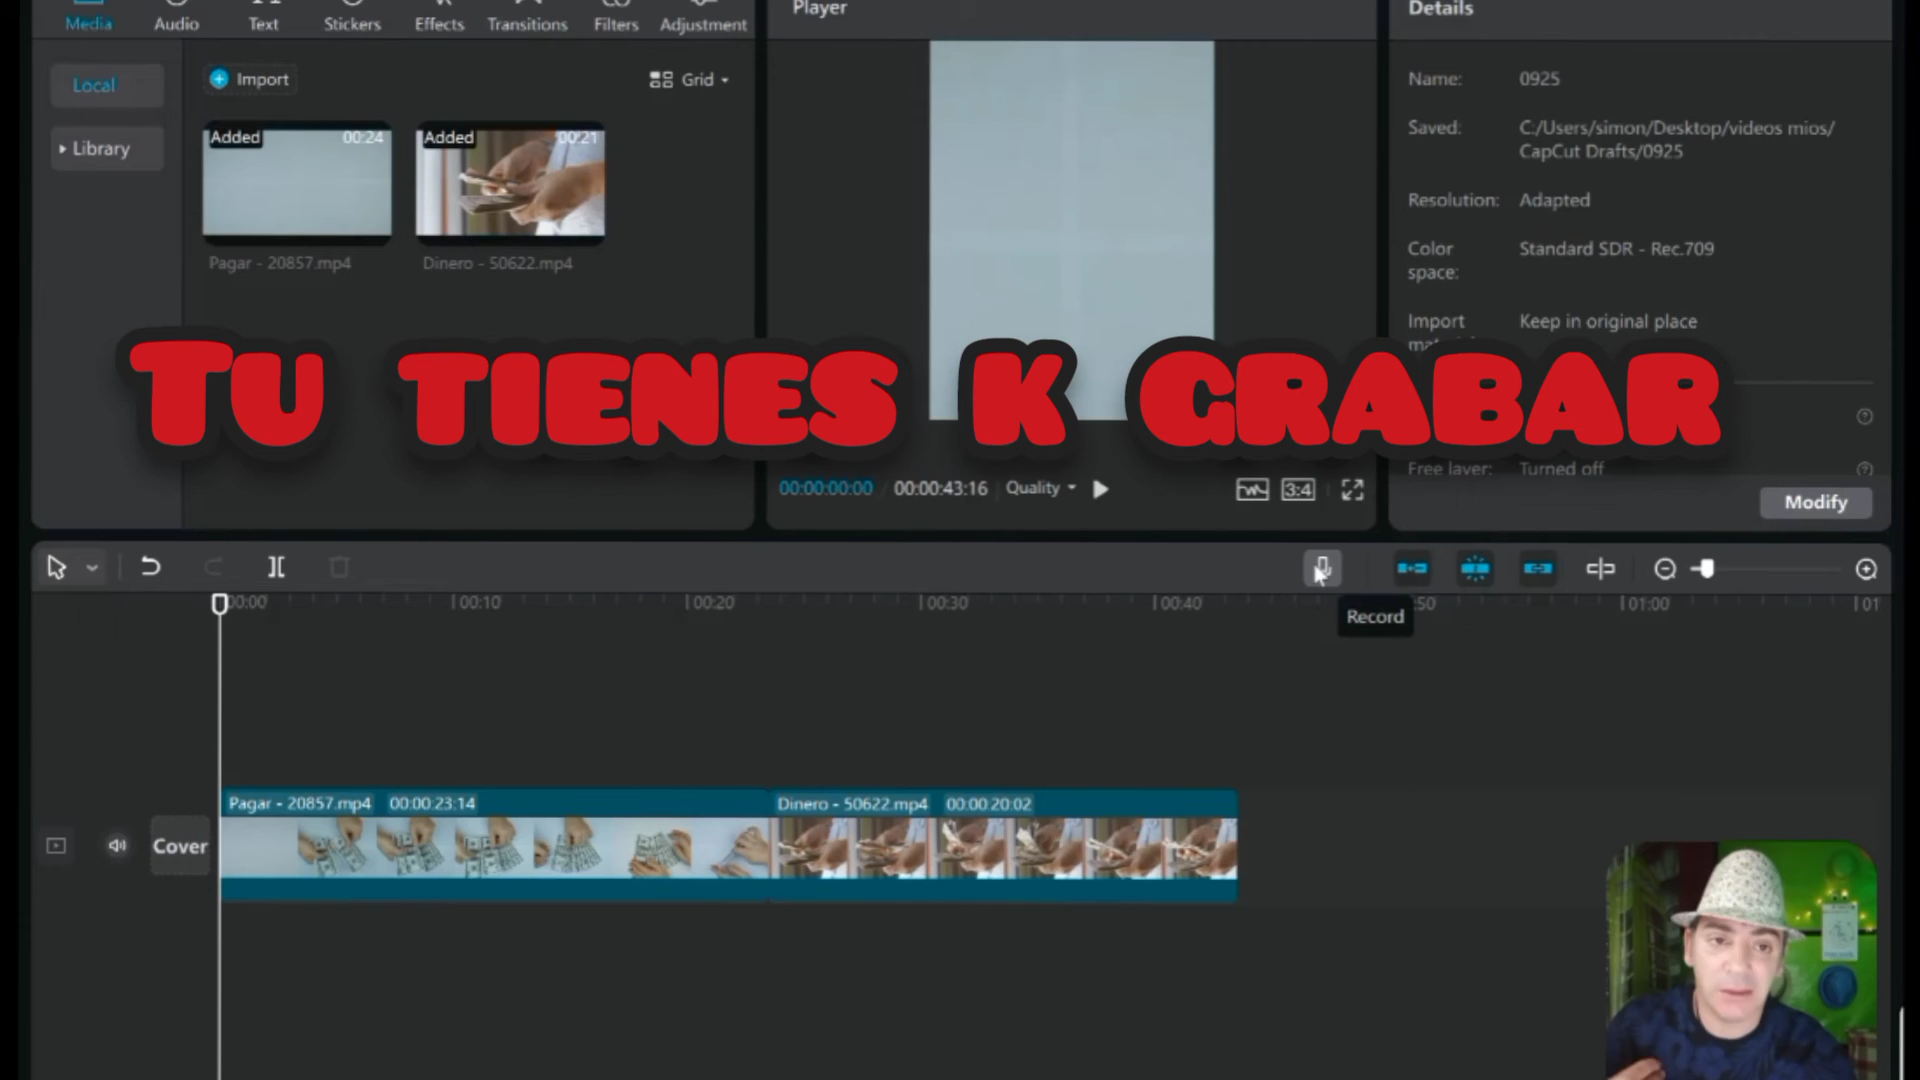 Media Audio Text Stickers Effects Transitions Filters Adjustment
Player
Details
Local
Import
Grid
Library
Added 00:24
Added 00:21
Pagar - 20857.mp4
Dinero - 50622.mp4
Name: 0925
Saved: C:/Users/simon/Desktop/videos mios/
CapCut Drafts/0925
Resolution: Adapted
Color space: Standard SDR - Rec.709
Import Keep in original place
TU TIENES K GRABAR
Free layer: Turned off
00:00:00:00 / 00:00:43:16 Quality 3:4
Modify
00:00 00:10 00:20 00:30 00:40 :50 01:00 01
Record
Pagar - 20857.mp4 00:00:23:14
Dinero - 50622.mp4 00:00:20:02
Cover